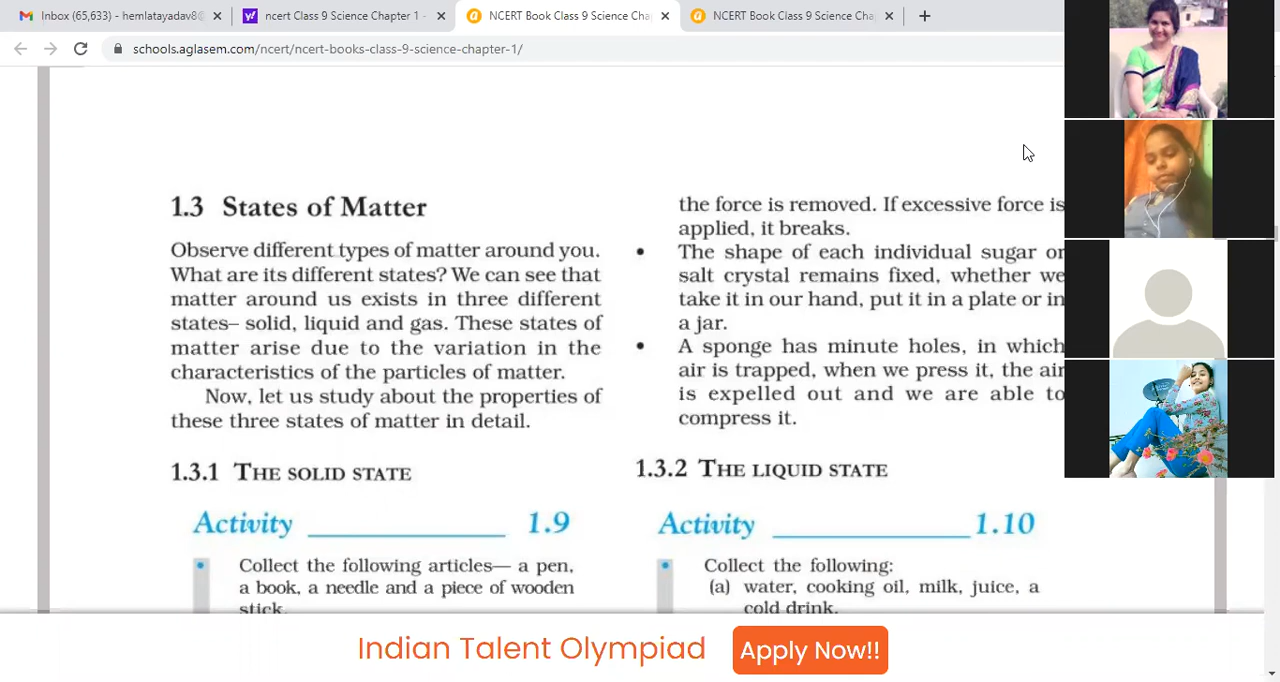 Inbox (65,633) - hemlatayadav8@
ncert Class 9 Science Chapter 1 -
NCERT Book Class 9 Science Cha
NCERT Book Class 9 Science Cha
schools.aglasem.com/ncert/ncert-books-class-9-science-chapter-1/
1.3 States of Matter
Observe different types of matter around you.
What are its different states? We can see that
matter around us exists in three different
states– solid, liquid and gas. These states of
matter arise due to the variation in the
characteristics of the particles of matter.
Now, let us study about the properties of
these three states of matter in detail.
1.3.1 THE SOLID STATE
Activity 1.9
• Collect the following articles— a pen,
a book, a needle and a piece of wooden
stick.
the force is removed. If excessive force is
applied, it breaks.
• The shape of each individual sugar or
salt crystal remains fixed, whether we
take it in our hand, put it in a plate or in
a jar.
• A sponge has minute holes, in which
air is trapped, when we press it, the air
is expelled out and we are able to
compress it.
1.3.2 THE LIQUID STATE
Activity 1.10
• Collect the following:
(a) water, cooking oil, milk, juice, a
cold drink.
Indian Talent Olympiad
Apply Now!!